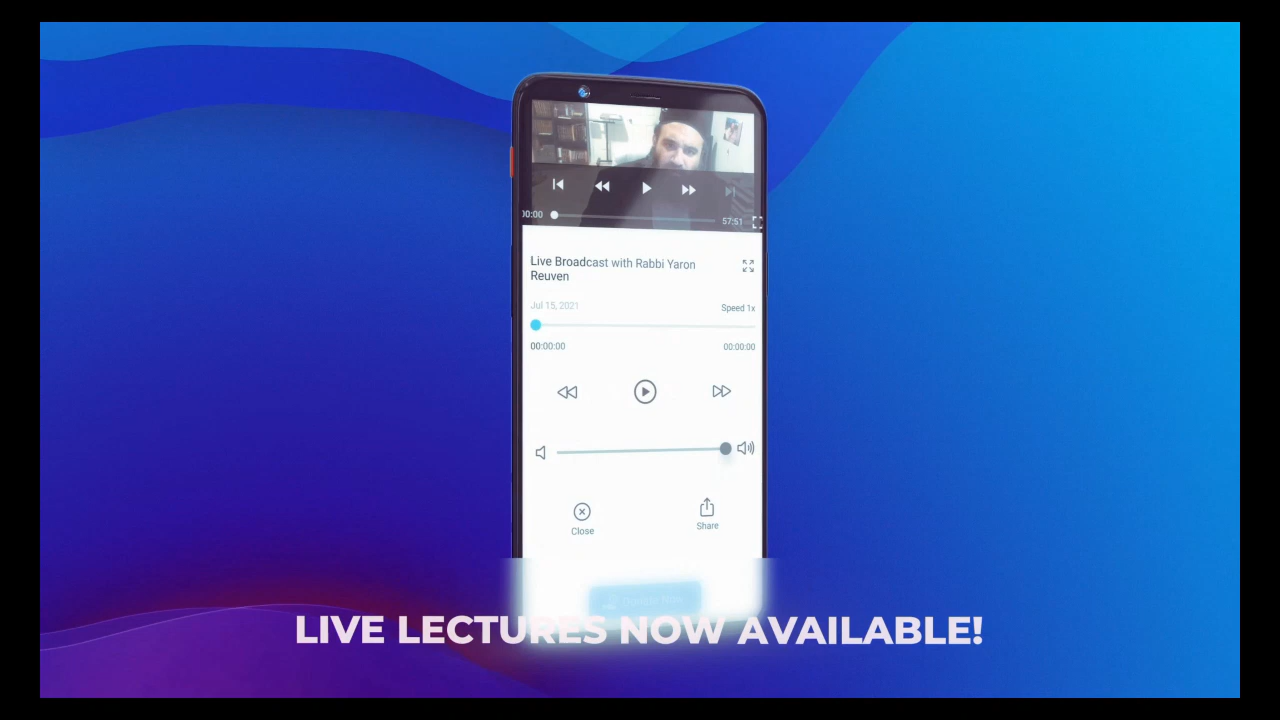 00:00
57:51
Live Broadcast with Rabbi Yaron
Reuven
Jul 15, 2021
Speed 1x
00:00:00
00:00:00
Close
Share
LIVE LECTURES NOW AVAILABLE!